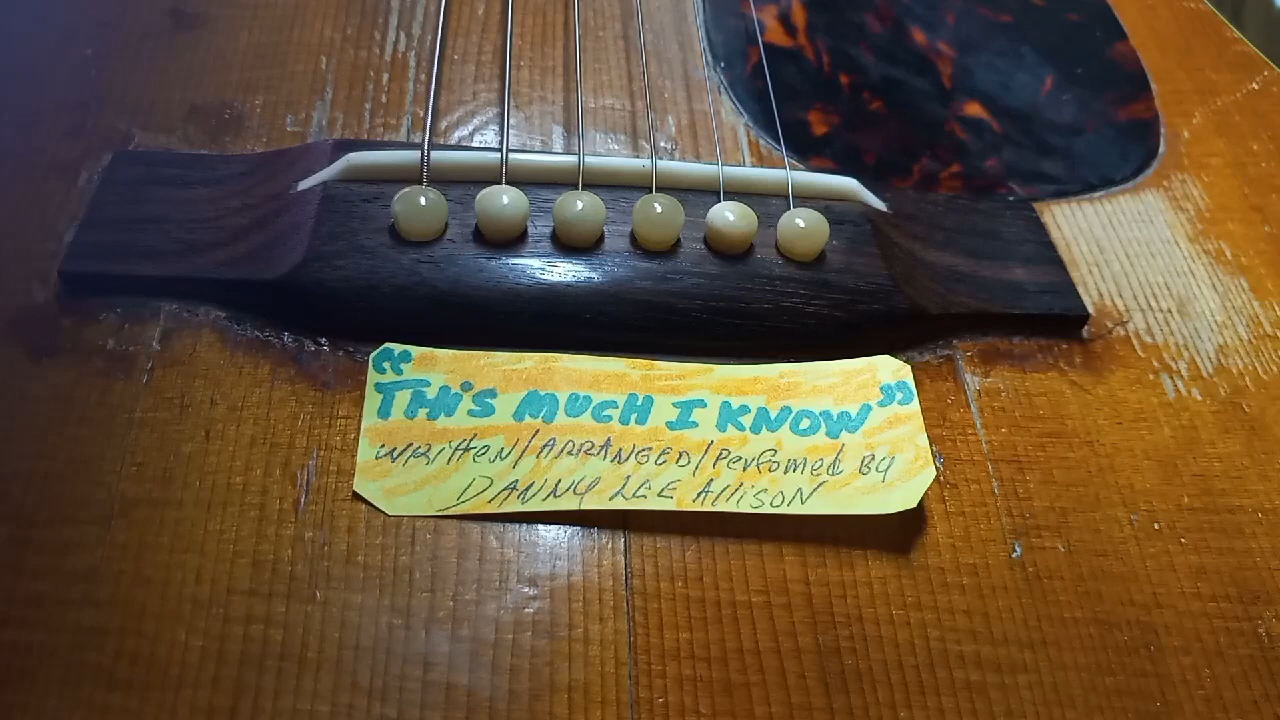 "THiS MUCH I KNOW"
WRitteN/ARRANGED/Perfomed By
DANNY LEE AlliSON